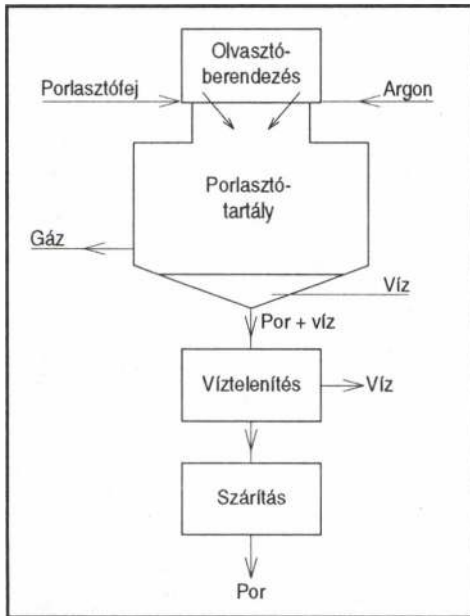 Olvasztó-
berendezés
Porlasztófej
Argon
Porlasztó-
tartály
Gáz
Víz
Por + víz
Víztelenítés
Víz
Szárítás
Por